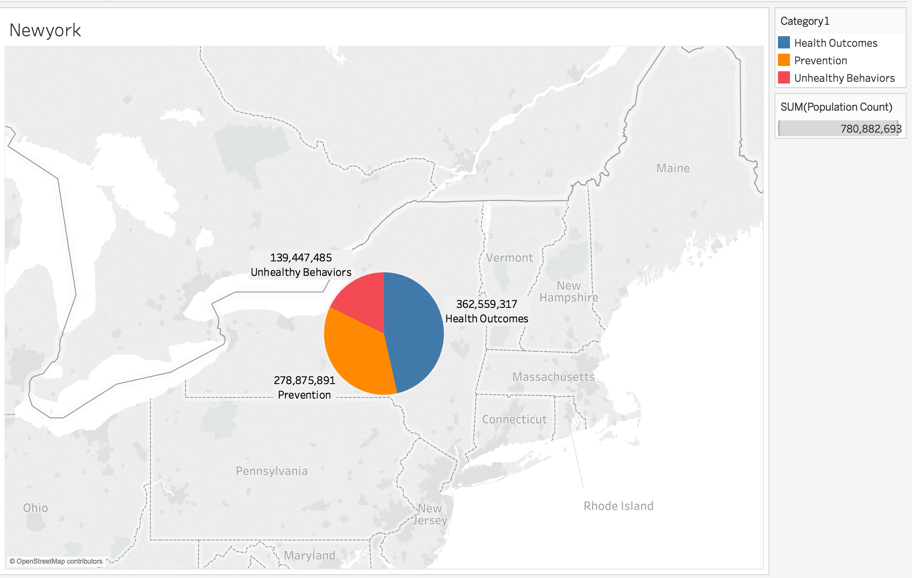 Newyork
Category1
Health Outcomes
Prevention
Unhealthy Behaviors
SUM(Population Count)
780,882,693
Maine
Vermont
New
Hampshire
139,447,485
Unhealthy Behaviors
362,559,317
Health Outcomes
278,875,891
Prevention
Massachusetts
Connecticut
Rhode Island
Pennsylvania
New
Jersey
Ohio
Maryland
© OpenStreetMap contributors